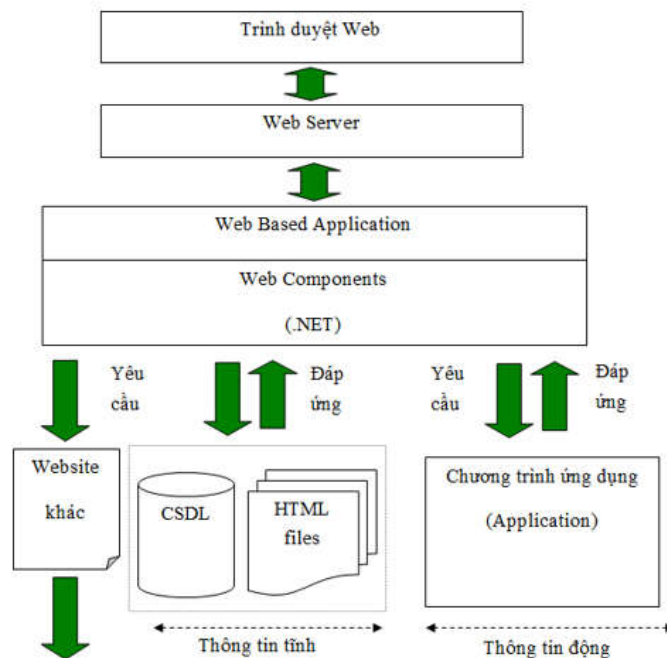 Trình duyệt Web
Web Server
Web Based Application
Web Components
(.NET)
Yêu
cầu
Đáp
ứng
Yêu
cầu
Đáp
ứng
Website
khác
CSDL
HTML
files
Chương trình ứng dụng
(Application)
Thông tin tĩnh
Thông tin động